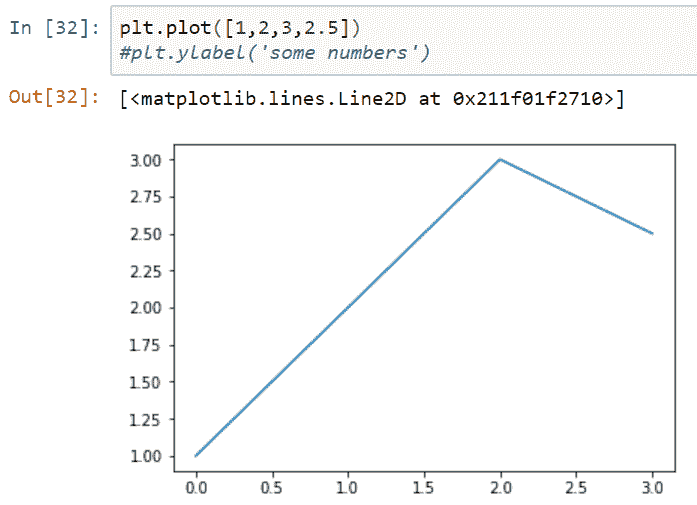 In [32]: plt.plot([1,2,3,2.5])
#plt.ylabel('some numbers')
Out[32]: [<matplotlib.lines.Line2D at 0x211f01f2710>]
3.00
2.75
2.50
2.25
2.00
1.75
1.50
1.25
1.00
0.0 0.5 1.0 1.5 2.0 2.5 3.0